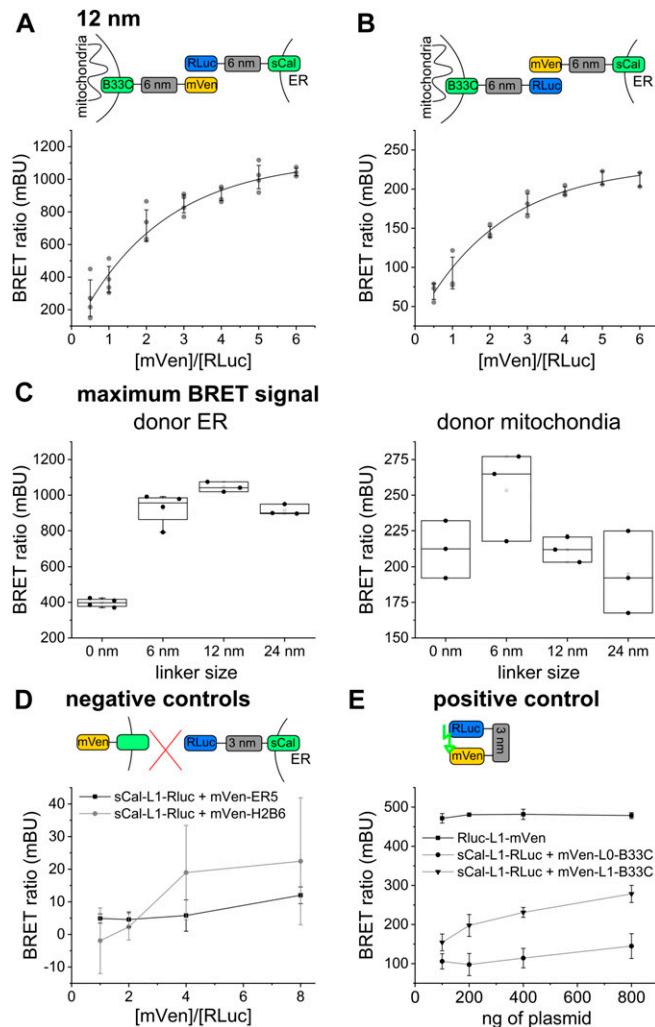 A 12 nm
mitochondria
B33C
6 nm
mVen
RLuc
6 nm
sCal
ER
BRET ratio (mBU)
1200
1000
800
600
400
200
0 1 2 3 4 5 6
[mVen]/[RLuc]
B
mitochondria
B33C
6 nm
RLuc
mVen
6 nm
sCal
ER
BRET ratio (mBU)
250
200
150
100
50
0 1 2 3 4 5 6
[mVen]/[RLuc]
C maximum BRET signal
donor ER
BRET ratio (mBU)
1200
1000
800
600
400
200
0 nm 6 nm 12 nm 24 nm
linker size
donor mitochondia
BRET ratio (mBU)
275
250
225
200
175
150
0 nm 6 nm 12 nm 24 nm
linker size
D negative controls
mVen
RLuc
3 nm
sCal
ER
sCal-L1-Rluc + mVen-ER5
sCal-L1-Rluc + mVen-H2B6
BRET ratio (mBU)
40
30
20
10
0
-10
0 2 4 6 8
[mVen]/[RLuc]
E positive control
RLuc
mVen
3 nm
Rluc-L1-mVen
sCal-L1-RLuc + mVen-L0-B33C
sCal-L1-RLuc + mVen-L1-B33C
BRET ratio (mBU)
500
400
300
200
100
0 200 400 600 800
ng of plasmid